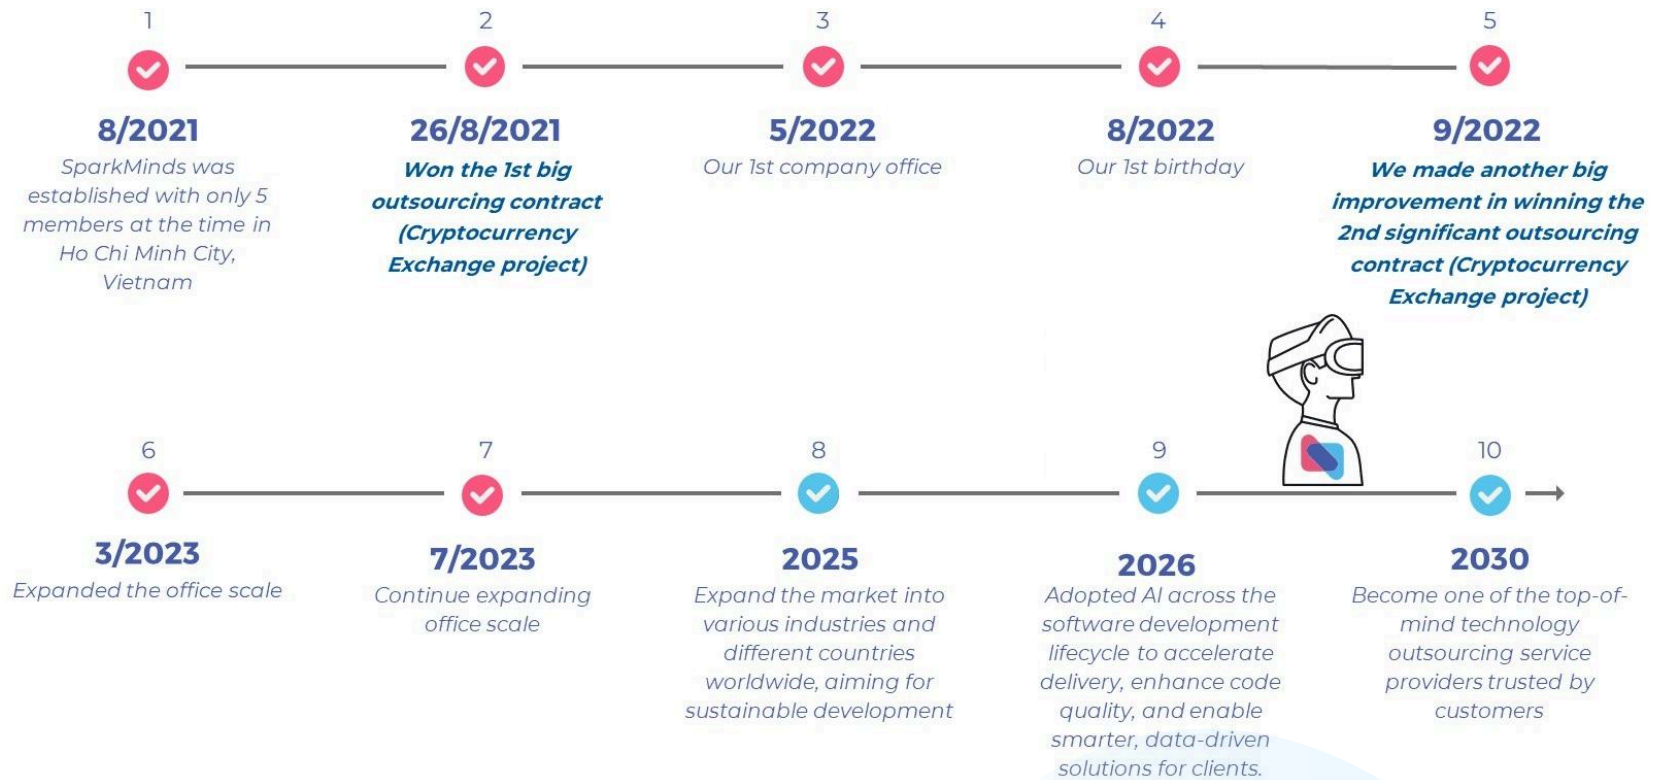 1
8/2021
SparkMinds was
established with only 5
members at the time in
Ho Chi Minh City,
Vietnam
2
26/8/2021
Won the 1st big
outsourcing contract
(Cryptocurrency
Exchange project)
3
5/2022
Our 1st company office
4
8/2022
Our 1st birthday
5
9/2022
We made another big
improvement in winning the
2nd significant outsourcing
contract (Cryptocurrency
Exchange project)
6
3/2023
Expanded the office scale
7
7/2023
Continue expanding
office scale
8
2025
Expand the market into
various industries and
different countries
worldwide, aiming for
sustainable development
9
2026
Adopted AI across the
software development
lifecycle to accelerate
delivery, enhance code
quality, and enable
smarter, data-driven
solutions for clients.
10
2030
Become one of the top-of-
mind technology
outsourcing service
providers trusted by
customers